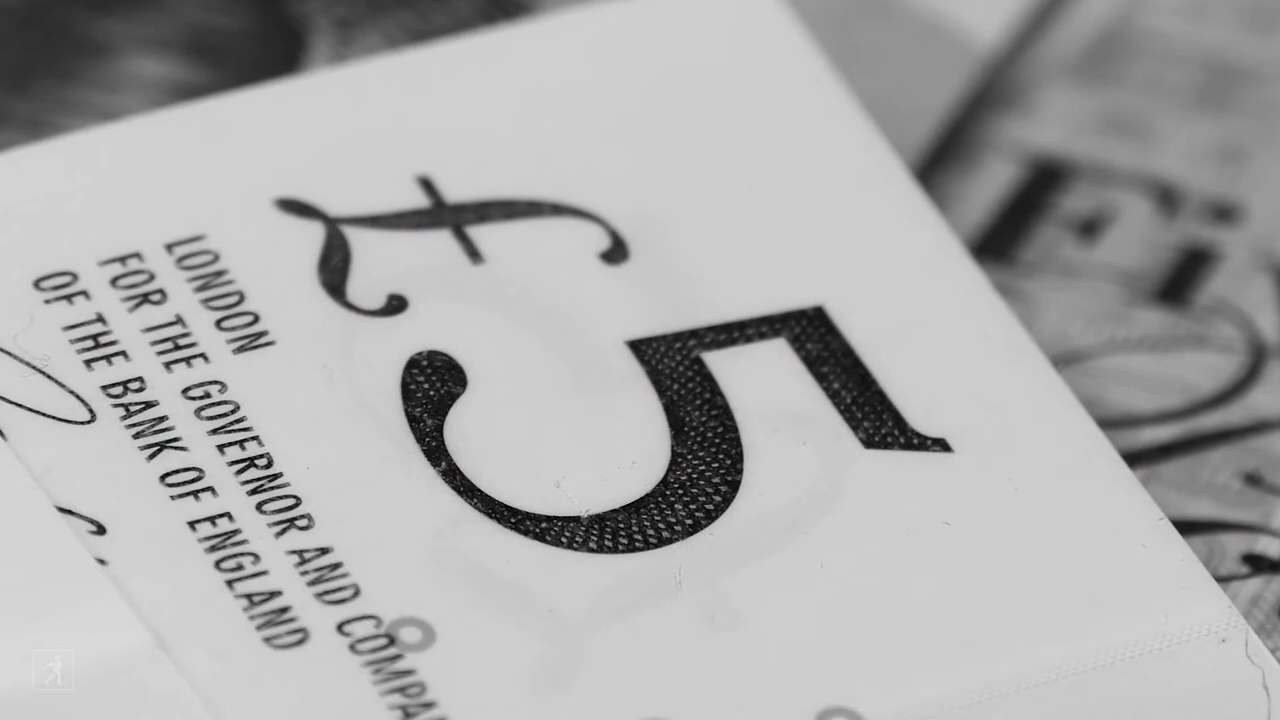 £5
LONDON
FOR THE GOVERNOR AND COMPA
OF THE BANK OF ENGLAND